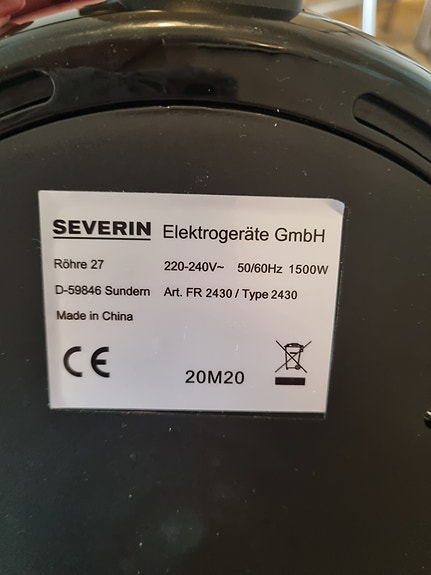 SEVERIN Elektrogeräte GmbH
Röhre 27 220-240V~ 50/60Hz 1500W
D-59846 Sundern Art. FR 2430 / Type 2430
Made in China
CE 20M20